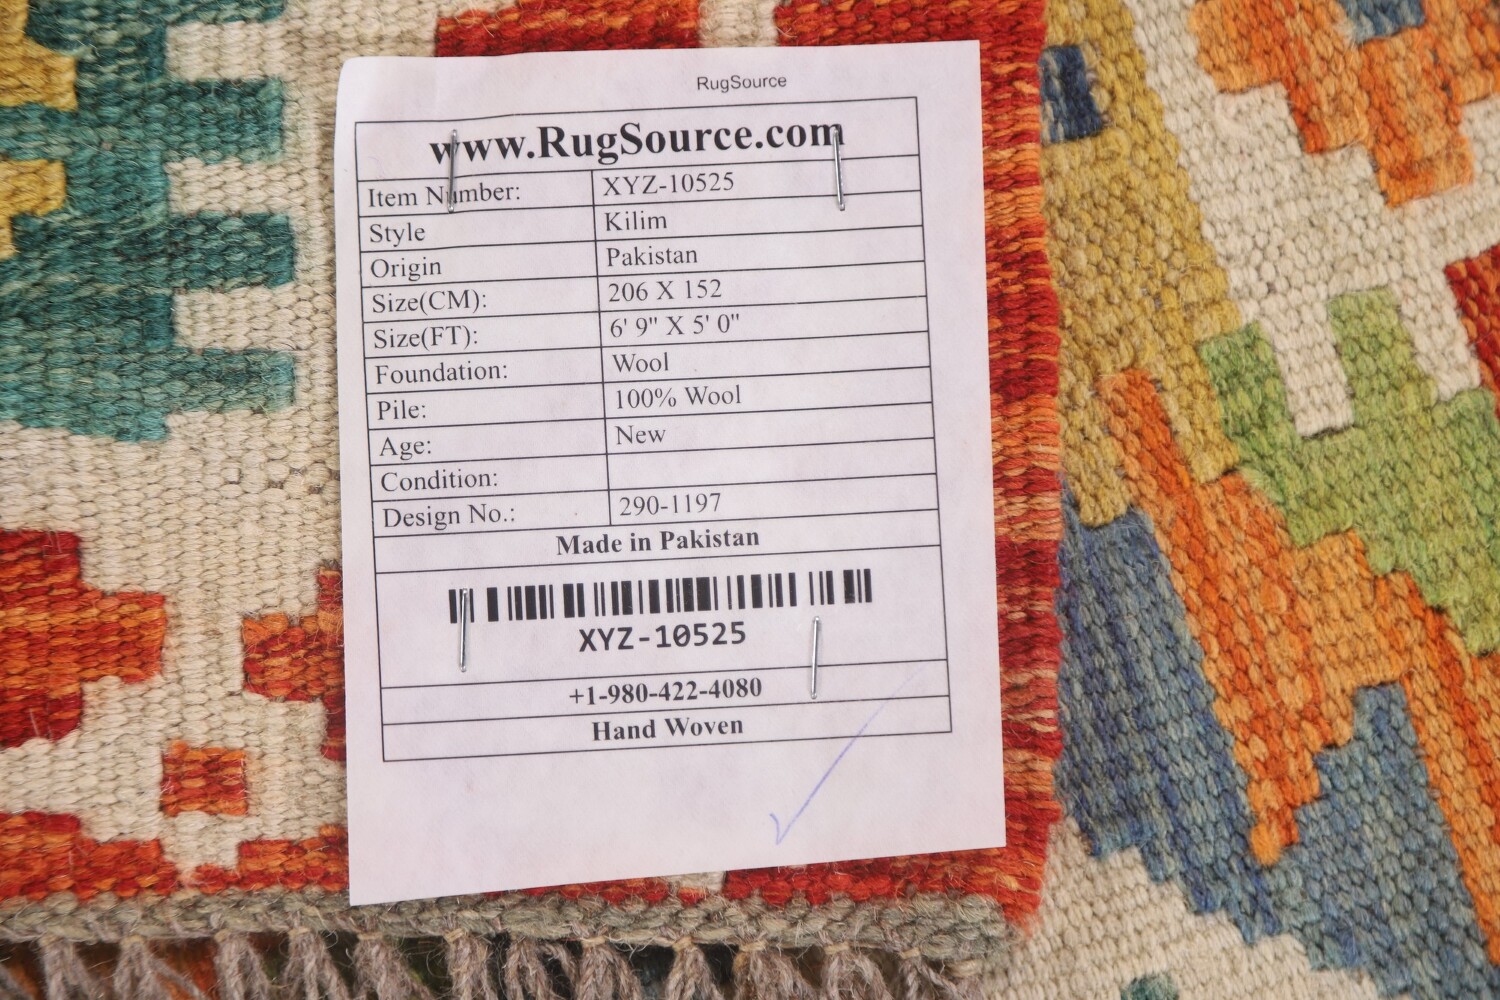 RugSource
www.RugSource.com
Item Number: XYZ-10525
Style Kilim
Origin Pakistan
Size(CM): 206 X 152
Size(FT): 6' 9" X 5' 0"
Foundation: Wool
Pile: 100% Wool
Age: New
Condition:
Design No.: 290-1197
Made in Pakistan
XYZ-10525
+1-980-422-4080
Hand Woven